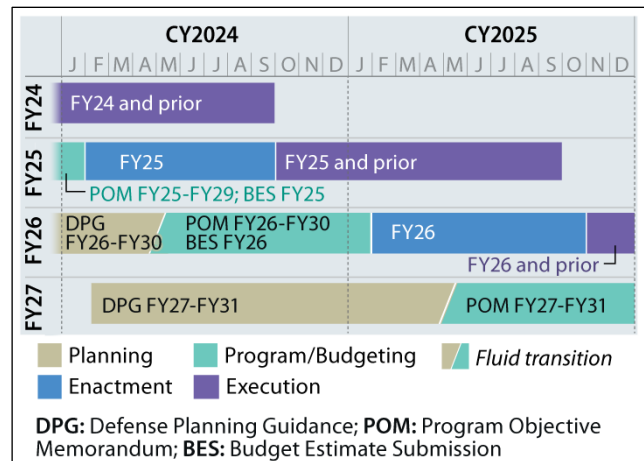 CY2024 CY2025
J F M A M J J A S O N D J F M A M J J A S O N D
FY24
FY24 and prior
FY25
FY25 FY25 and prior
POM FY25-FY29; BES FY25
FY26
DPG POM FY26-FY30 FY26
FY26-FY30 BES FY26
FY26 and prior
FY27
DPG FY27-FY31 POM FY27-FY31
Planning Program/Budgeting Fluid transition
Enactment Execution
DPG: Defense Planning Guidance; POM: Program Objective
Memorandum; BES: Budget Estimate Submission